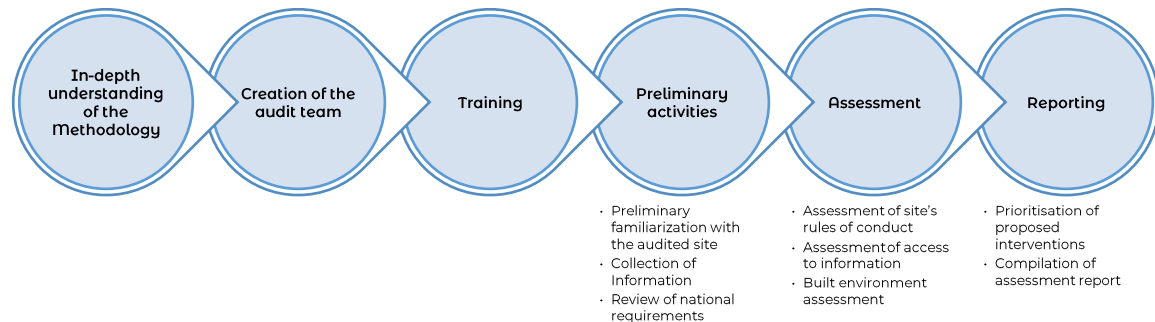 In-depth
understanding
of the
Methodology
Creation of the
audit team
Training
Preliminary
activities
Assessment
Reporting
• Preliminary
familiarization with
the audited site
• Collection of
Information
• Review of national
requirements
• Assessment of site's
rules of conduct
• Assessment of access
to information
• Built environment
assessment
• Prioritisation of
proposed
interventions
• Compilation of
assessment report